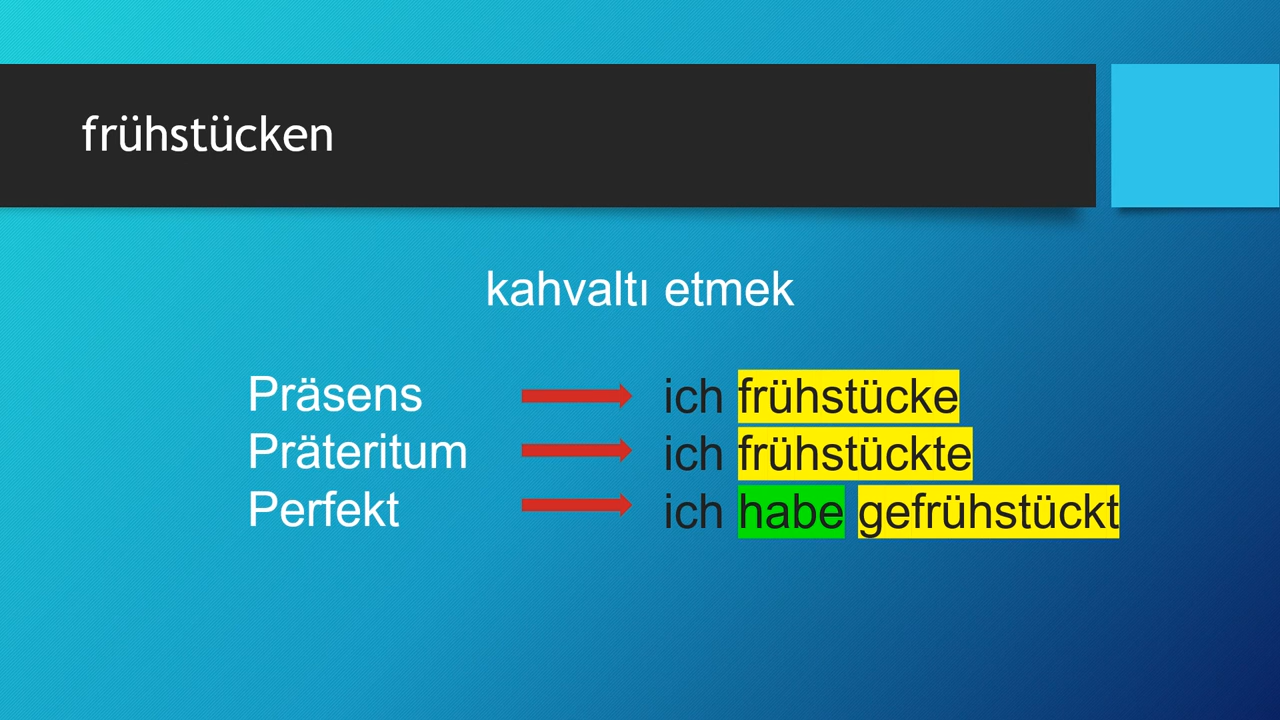 frühstücken
kahvaltı etmek
Präsens ich frühstücke
Präteritum ich frühstückte
Perfekt ich habe gefrühstückt